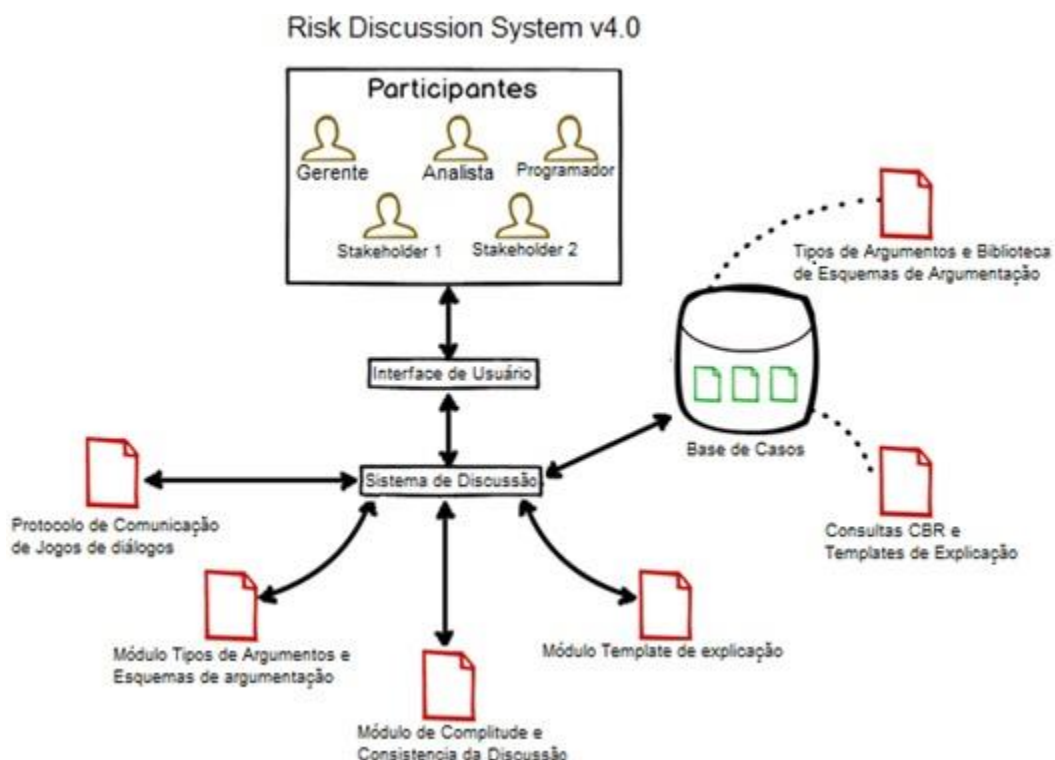 Risk Discussion System v4.0
Participantes
Gerente
Analista
Programador
Stakeholder 1
Stakeholder 2
Tipos de Argumentos e Biblioteca
de Esquemas de Argumentação
Interface de Usuário
Base de Casos
Sistema de Discussão
Protocolo de Comunicação
de Jogos de diálogos
Consultas CBR e
Templates de Explicação
Módulo Tipos de Argumentos e
Esquemas de argumentação
Módulo Template de explicação
Módulo de Complitude e
Consistencia da Discussão